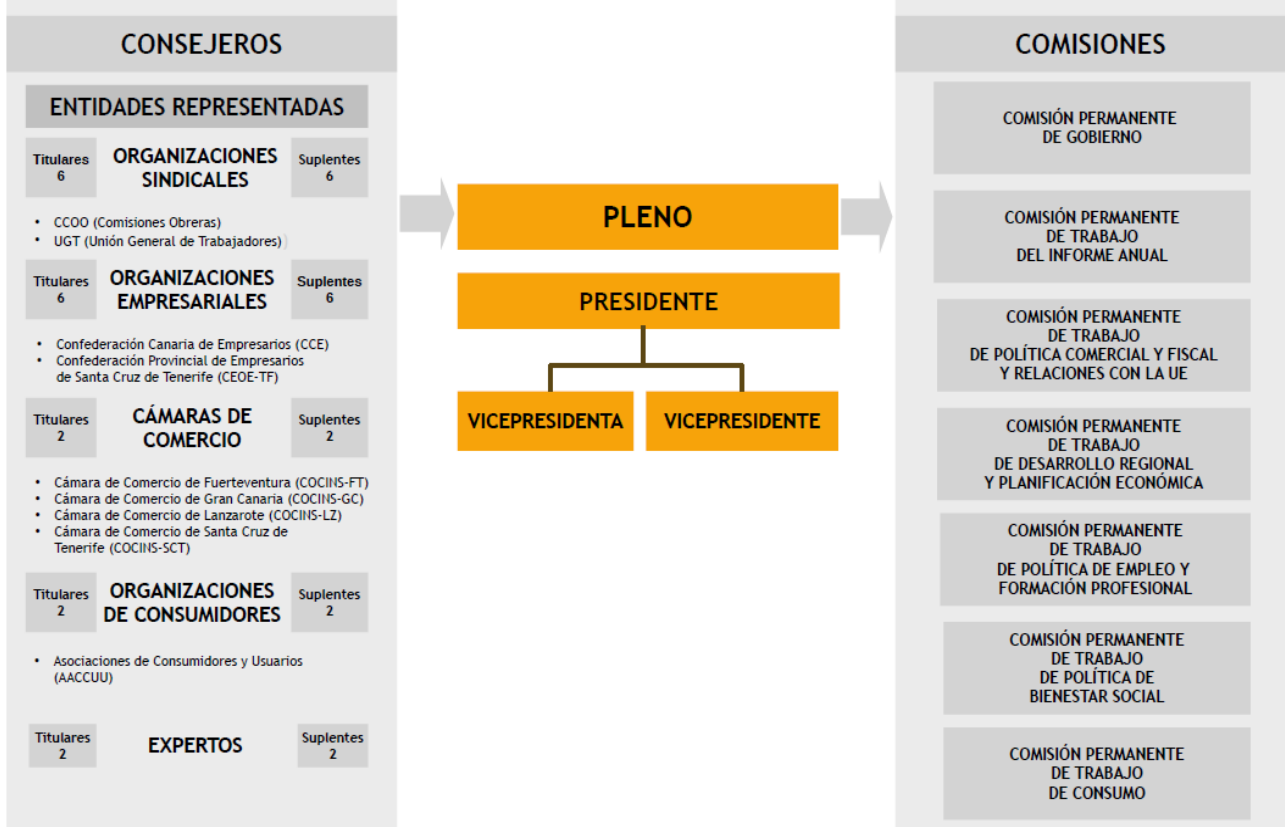 CONSEJEROS
ENTIDADES REPRESENTADAS
Titulares
6
ORGANIZACIONES
SINDICALES
Suplentes
6
• CCOO (Comisiones Obreras)
• UGT (Unión General de Trabajadores)
Titulares
6
ORGANIZACIONES
EMPRESARIALES
Suplentes
6
• Confederación Canaria de Empresarios (CCE)
• Confederación Provincial de Empresarios
de Santa Cruz de Tenerife (CEOE-TF)
Titulares
2
CÁMARAS DE
COMERCIO
Suplentes
2
• Cámara de Comercio de Fuerteventura (COCINS-FT)
• Cámara de Comercio de Gran Canaria (COCINS-GC)
• Cámara de Comercio de Lanzarote (COCINS-LZ)
• Cámara de Comercio de Santa Cruz de
Tenerife (COCINS-SCT)
Titulares
2
ORGANIZACIONES
DE CONSUMIDORES
Suplentes
2
• Asociaciones de Consumidores y Usuarios
(AACCUU)
Titulares
2
EXPERTOS
Suplentes
2
PLENO
PRESIDENTE
VICEPRESIDENTA
VICEPRESIDENTE
COMISIONES
COMISIÓN PERMANENTE
DE GOBIERNO
COMISIÓN PERMANENTE
DE TRABAJO
DEL INFORME ANUAL
COMISIÓN PERMANENTE
DE TRABAJO
DE POLÍTICA COMERCIAL Y FISCAL
Y RELACIONES CON LA UE
COMISIÓN PERMANENTE
DE TRABAJO
DE DESARROLLO REGIONAL
Y PLANIFICACIÓN ECONÓMICA
COMISIÓN PERMANENTE
DE TRABAJO
DE POLÍTICA DE EMPLEO Y
FORMACIÓN PROFESIONAL
COMISIÓN PERMANENTE
DE TRABAJO
DE POLÍTICA DE
BIENESTAR SOCIAL
COMISIÓN PERMANENTE
DE TRABAJO
DE CONSUMO